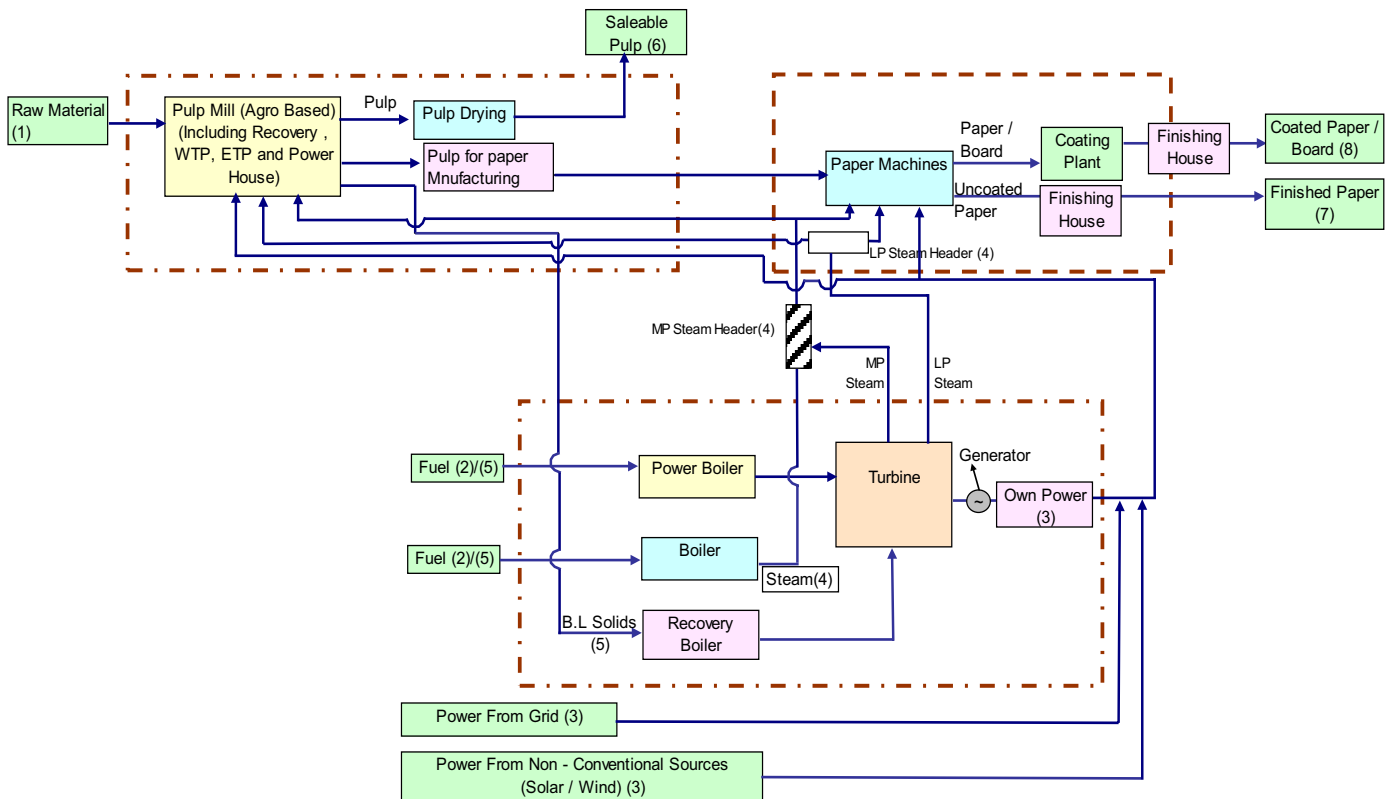 Saleable
Pulp (6)
Raw Material
(1)
Pulp Mill (Agro Based)
(Including Recovery ,
WTP, ETP and Power
House)
Pulp
Pulp Drying
Pulp for paper
Mnufacturing
Paper Machines
Paper /
Board
Coating
Plant
Finishing
House
Coated Paper /
Board (8)
Uncoated
Paper
Finishing
House
Finished Paper
(7)
LP Steam Header (4)
MP Steam Header(4)
MP
Steam
LP
Steam
Fuel (2)/(5)
Power Boiler
Turbine
Generator
~
Own Power
(3)
Fuel (2)/(5)
Boiler
Steam(4)
B.L Solids
(5)
Recovery
Boiler
Power From Grid (3)
Power From Non - Conventional Sources
(Solar / Wind) (3)